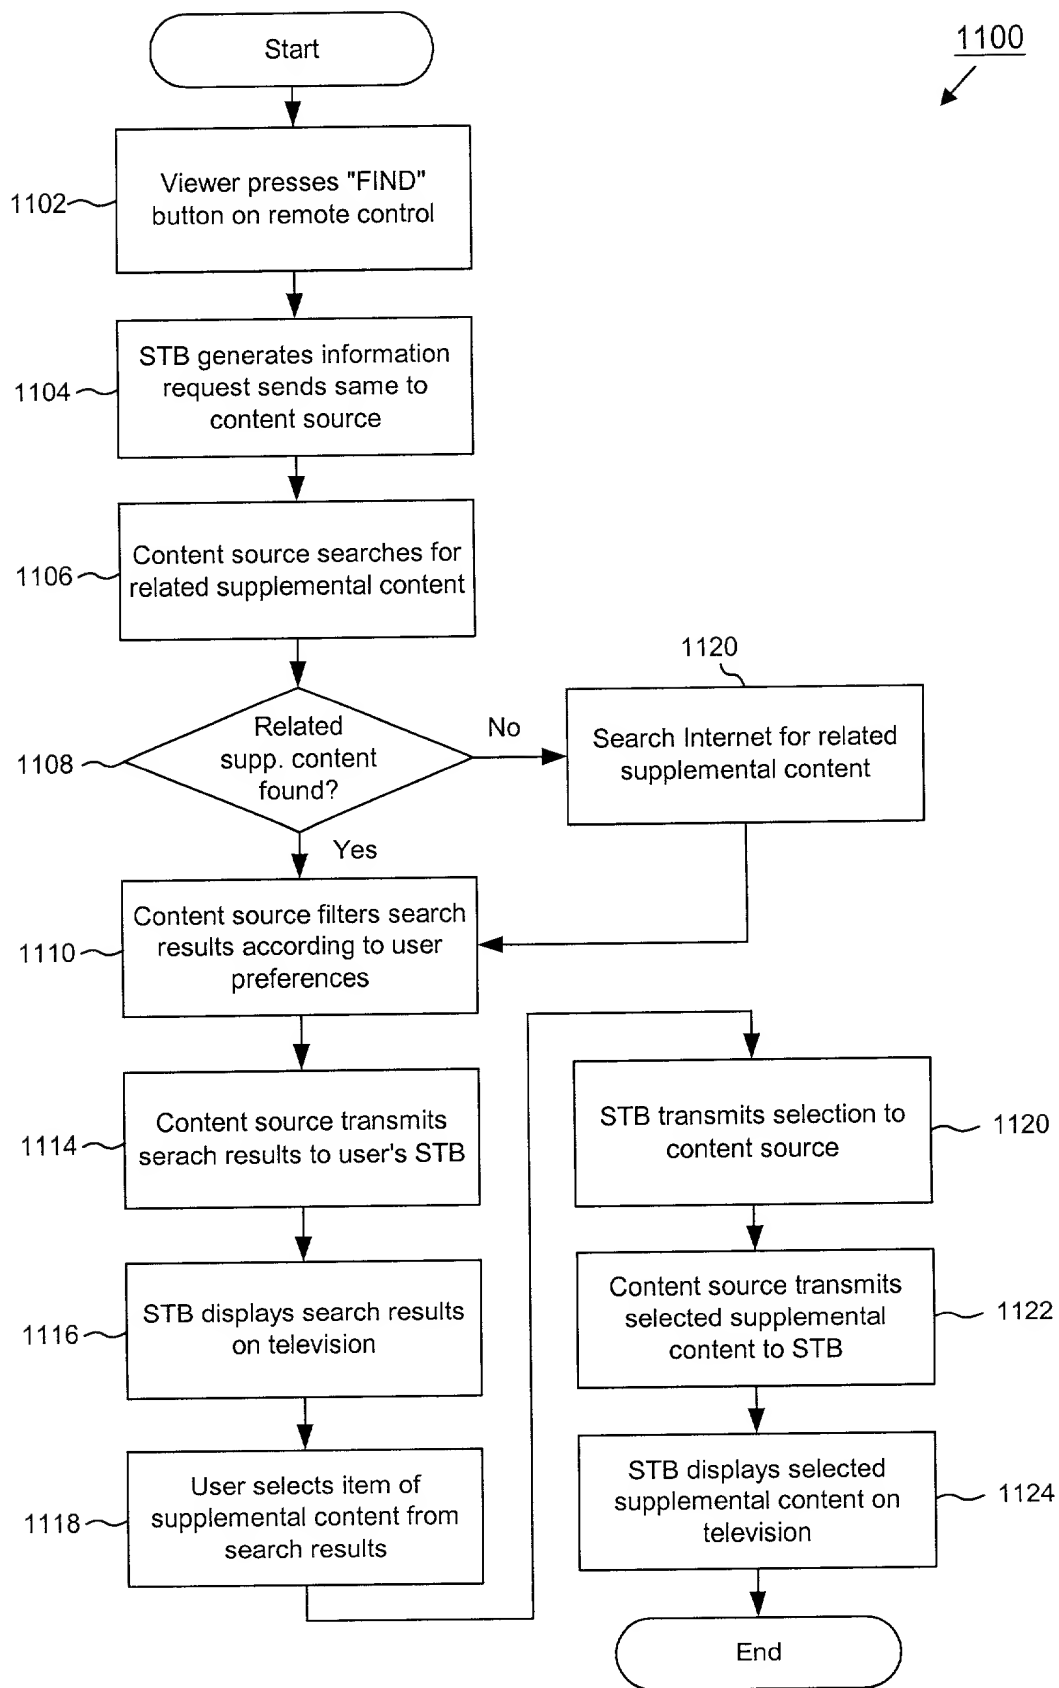 Start
1100
1102
Viewer presses "FIND"
button on remote control
1104
STB generates information
request sends same to
content source
1106
Content source searches for
related supplemental content
1108
Related
supp. content
found?
No
Yes
1120
Search Internet for related
supplemental content
1110
Content source filters search
results according to user
preferences
1114
Content source transmits
serach results to user's STB
1116
STB displays search results
on television
1118
User selects item of
supplemental content from
search results
STB transmits selection to
content source
1120
Content source transmits
selected supplemental
content to STB
1122
STB displays selected
supplemental content on
television
1124
End